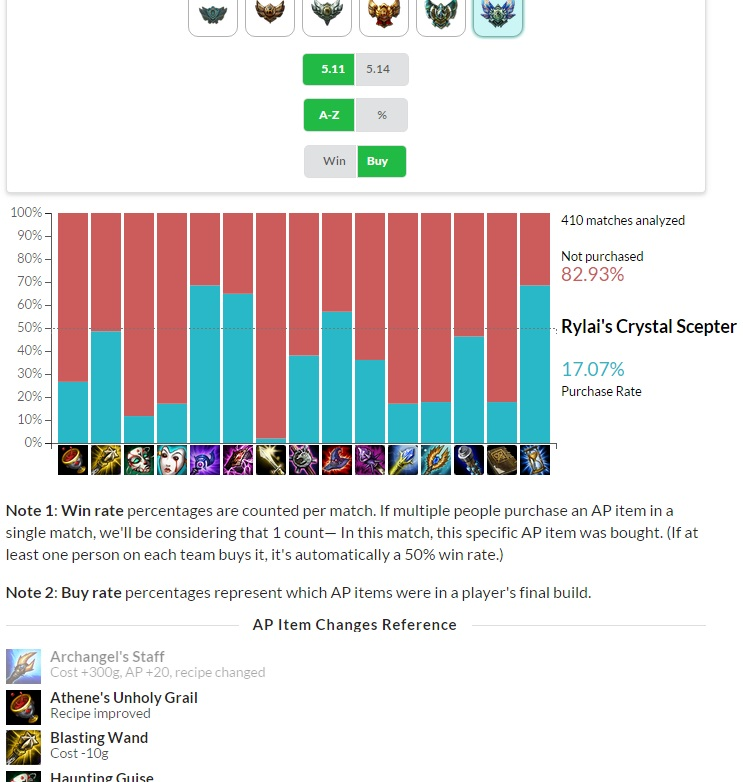 5.11 5.14
A-Z %
Win Buy
100%
90%
80%
70%
60%
50%
40%
30%
20%
10%
0%
410 matches analyzed
Not purchased
82.93%
Rylai's Crystal Scepter
17.07%
Purchase Rate
Note 1: Win rate percentages are counted per match. If multiple people purchase an AP item in a
single match, we'll be considering that 1 count— In this match, this specific AP item was bought. (If at
least one person on each team buys it, it's automatically a 50% win rate.)
Note 2: Buy rate percentages represent which AP items were in a player's final build.
AP Item Changes Reference
Archangel's Staff
Cost +300g, AP +20, recipe changed
Athene's Unholy Grail
Recipe improved
Blasting Wand
Cost -10g
Haunting Guise